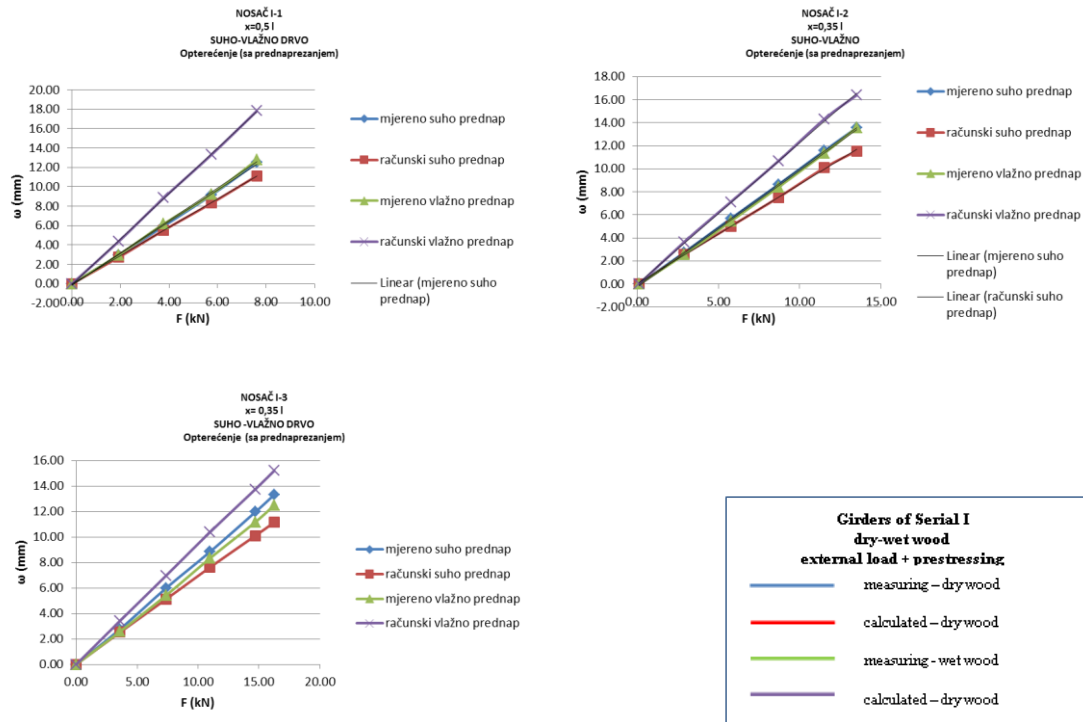 NOSAČ I-1
x=0,5 l
SUHO-VLAŽNO DRVO
Opterećenje (sa prednaprezanjem)
20.00
18.00
16.00
14.00
12.00
10.00
8.00
6.00
4.00
2.00
0.00
-2.00
ω (mm)
0.00 2.00 4.00 6.00 8.00 10.00
F (kN)
mjereno suho prednap
računski suho prednap
mjereno vlažno prednap
računski vlažno prednap
Linear (mjereno suho
prednap)
NOSAČ I-2
x=0,35 l
SUHO-VLAŽNO
Opterećenje (sa prednaprezanjem)
18.00
16.00
14.00
12.00
10.00
8.00
6.00
4.00
2.00
0.00
-2.00
ω (mm)
0.00 5.00 10.00 15.00
F (kN)
mjereno suho prednap
računski suho prednap
mjereno vlažno prednap
računski vlažno prednap
Linear (mjereno suho
prednap)
Linear (računski suho
prednap)
NOSAČ I-3
x= 0,35 l
SUHO -VLAŽNO DRVO
Opterećenje (sa prednaprezanjem)
16.00
14.00
12.00
10.00
8.00
6.00
4.00
2.00
0.00
ω (mm)
0.00 5.00 10.00 15.00 20.00
F (kN)
mjereno suho prednap
računski suho prednap
mjereno vlažno prednap
računski vlažno prednap
Girders of Serial I
dry-wet wood
external load + prestressing
measuring – dry wood
calculated – dry wood
measuring - wet wood
calculated – dry wood